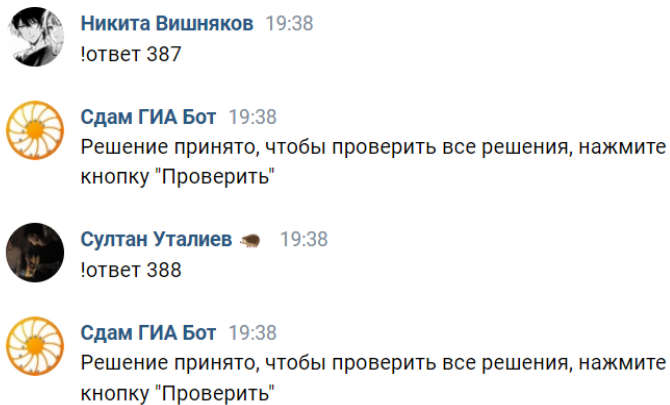 Никита Вишняков 19:38
!ответ 387
Сдам ГИА Бот 19:38
Решение принято, чтобы проверить все решения, нажмите
кнопку "Проверить"
Султан Уталиев 🦔 19:38
!ответ 388
Сдам ГИА Бот 19:38
Решение принято, чтобы проверить все решения, нажмите
кнопку "Проверить"